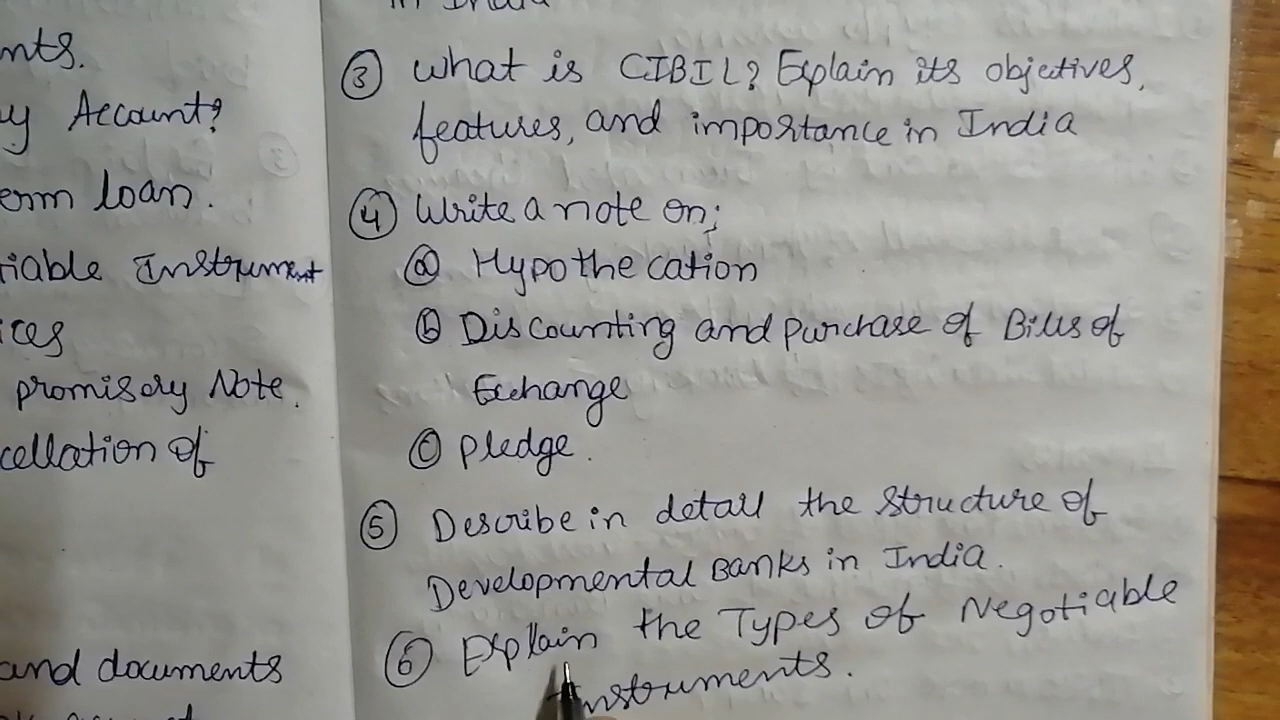 nts.
y Account?
erm loan.
iable Instrument
ices
promisory Note.
cellation of
and documents
in India
③ What is CIBIL? Explain its objectives,
features, and importance in India
④ Write a note on;
ⓐ Hypothecation
ⓑ Discounting and purchase of Bills of
Exchange
ⓒ pledge.
⑤ Describe in detail the structure of
Developmental Banks in India.
⑥ Explain the Types of Negotiable
Instruments.